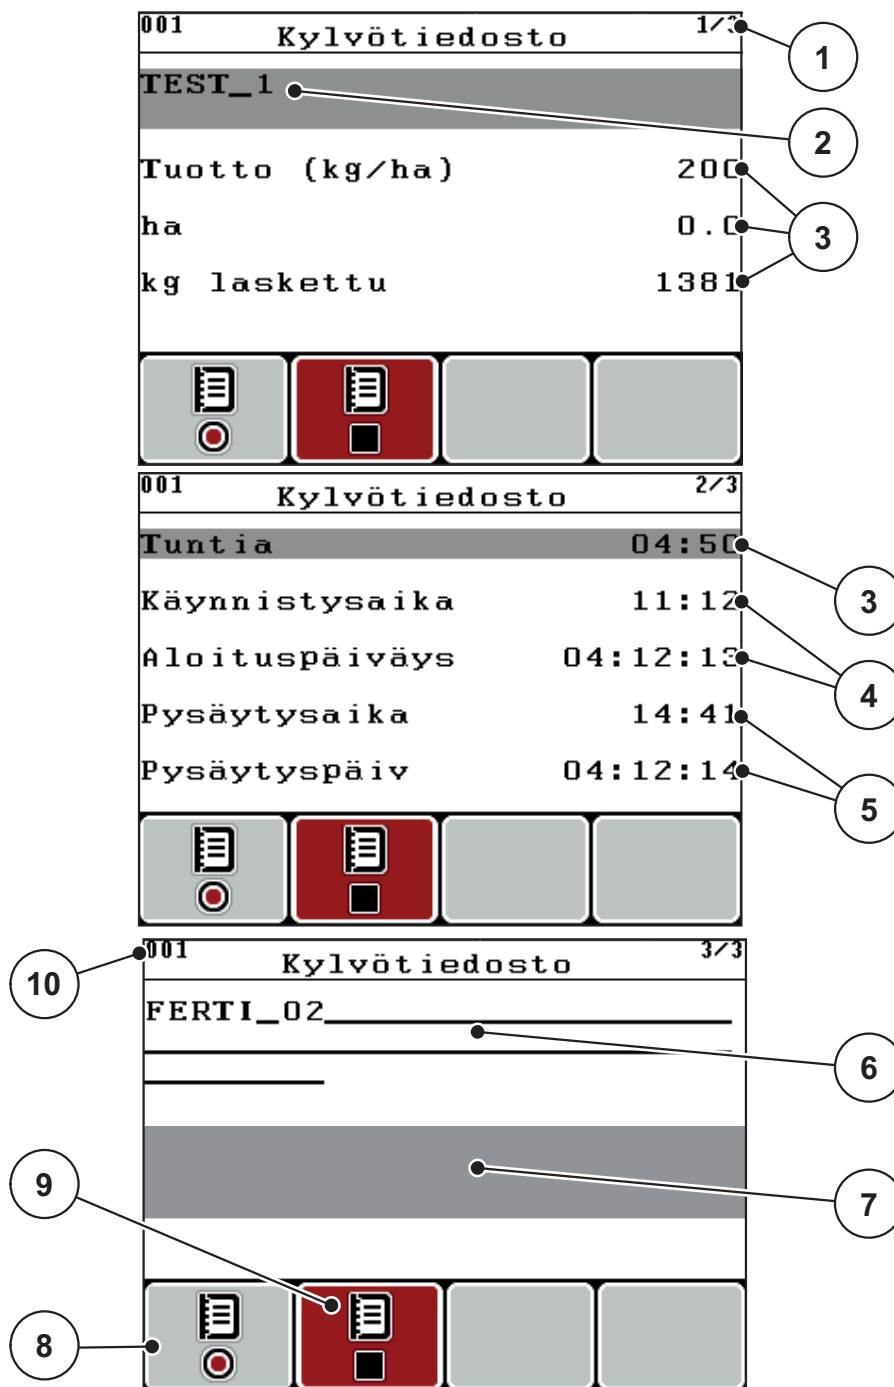 001 Kylvötiedosto 1/3
1
TEST_1
2
Tuotto (kg/ha) 200
ha 0.0
3
kg laskettu 1381
001 Kylvötiedosto 2/3
Tuntia 04:50
3
Käynnistysaika 11:12
Aloituspäiväys 04:12:13
4
Pysäytysaika 14:41
Pysäytyspäiv 04:12:14
5
001 Kylvötiedosto 3/3
10
FERTI_02
6
7
9
8